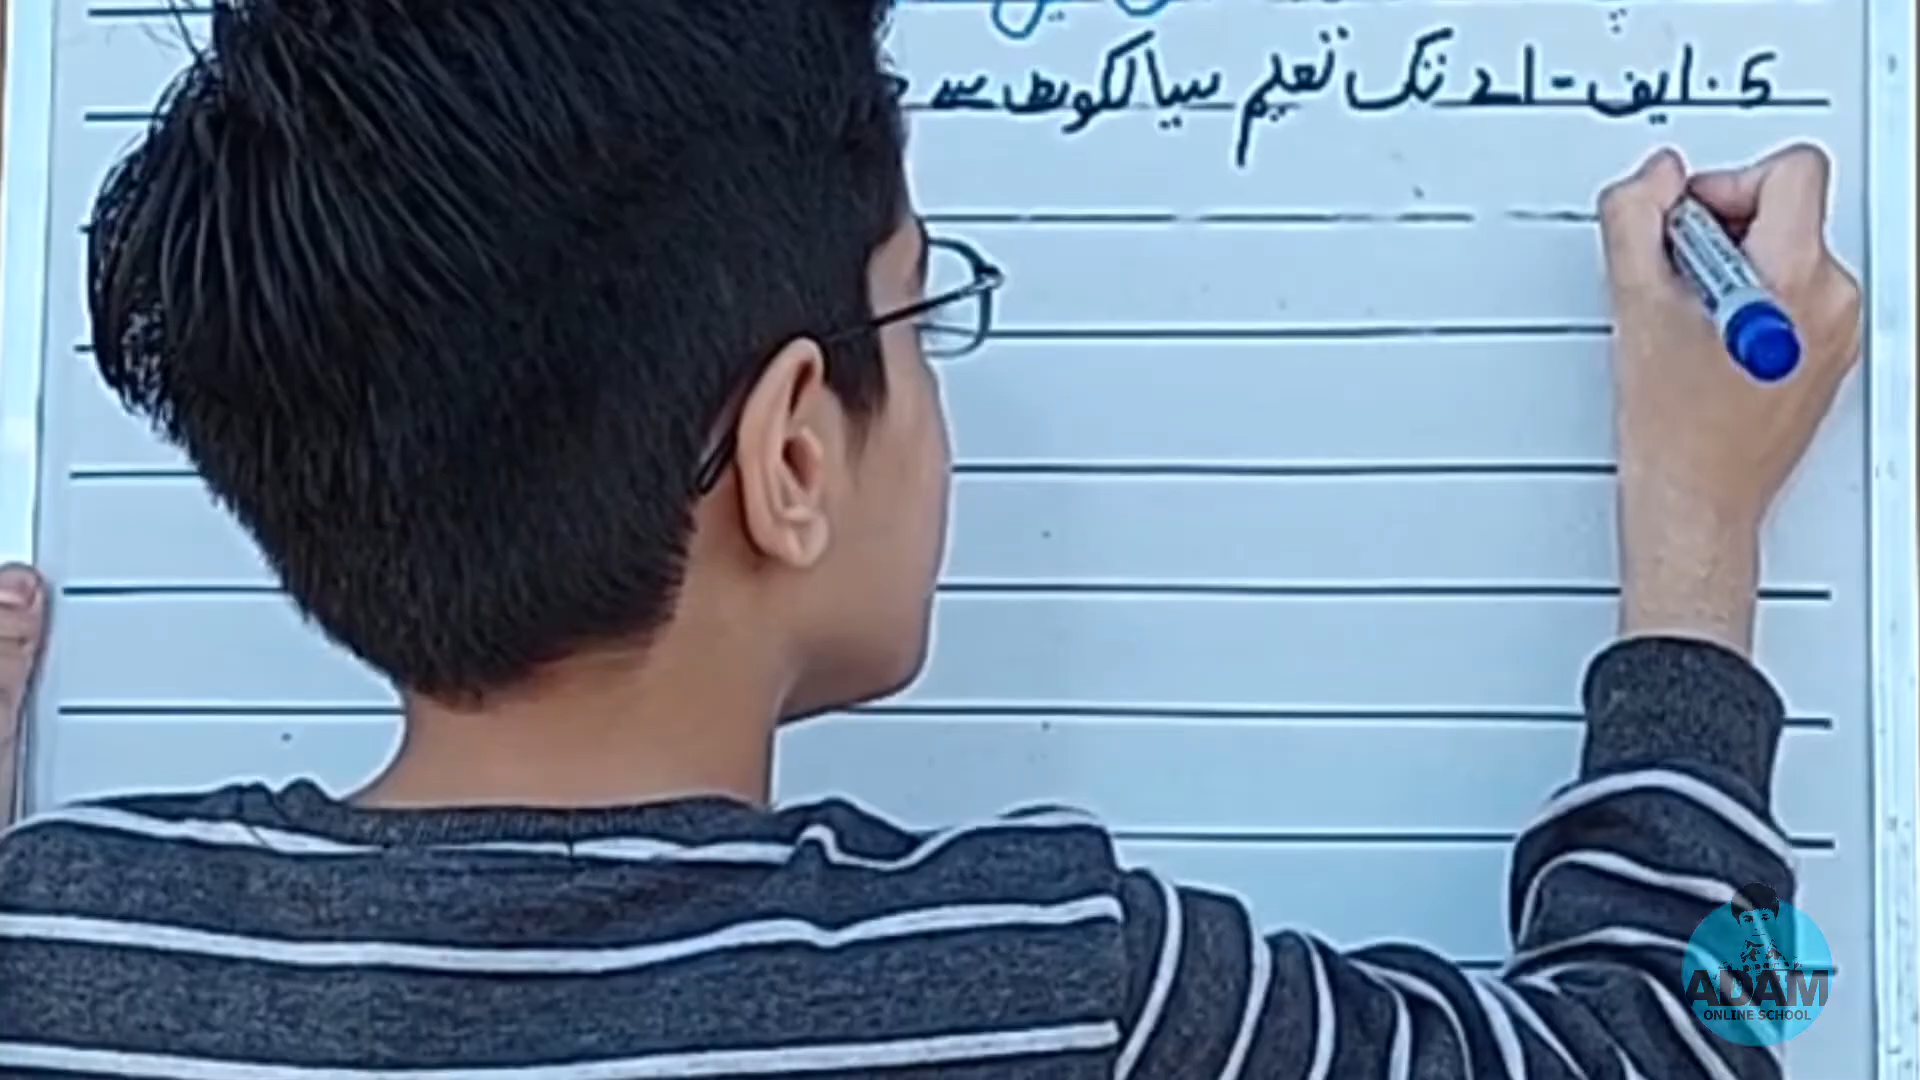 5. ایف - اے تک تعلیم سیالکوٹ سے
ADAM
ONLINE SCHOOL